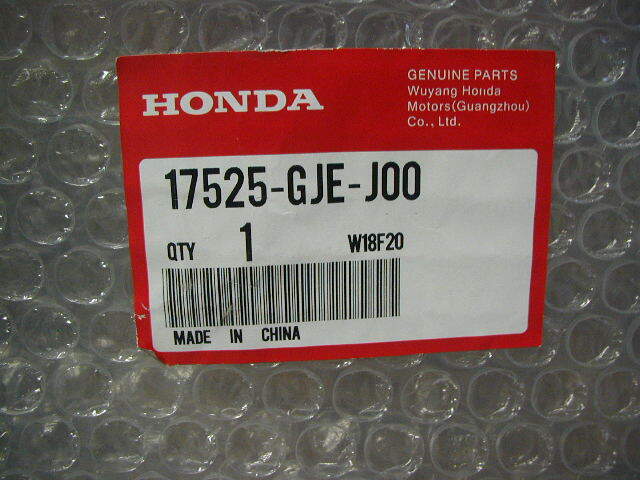 HONDA
GENUINE PARTS
Wuyang Honda
Motors(Guangzhou)
Co., Ltd.
17525-GJE-J00
QTY 1 W18F20
MADE IN CHINA